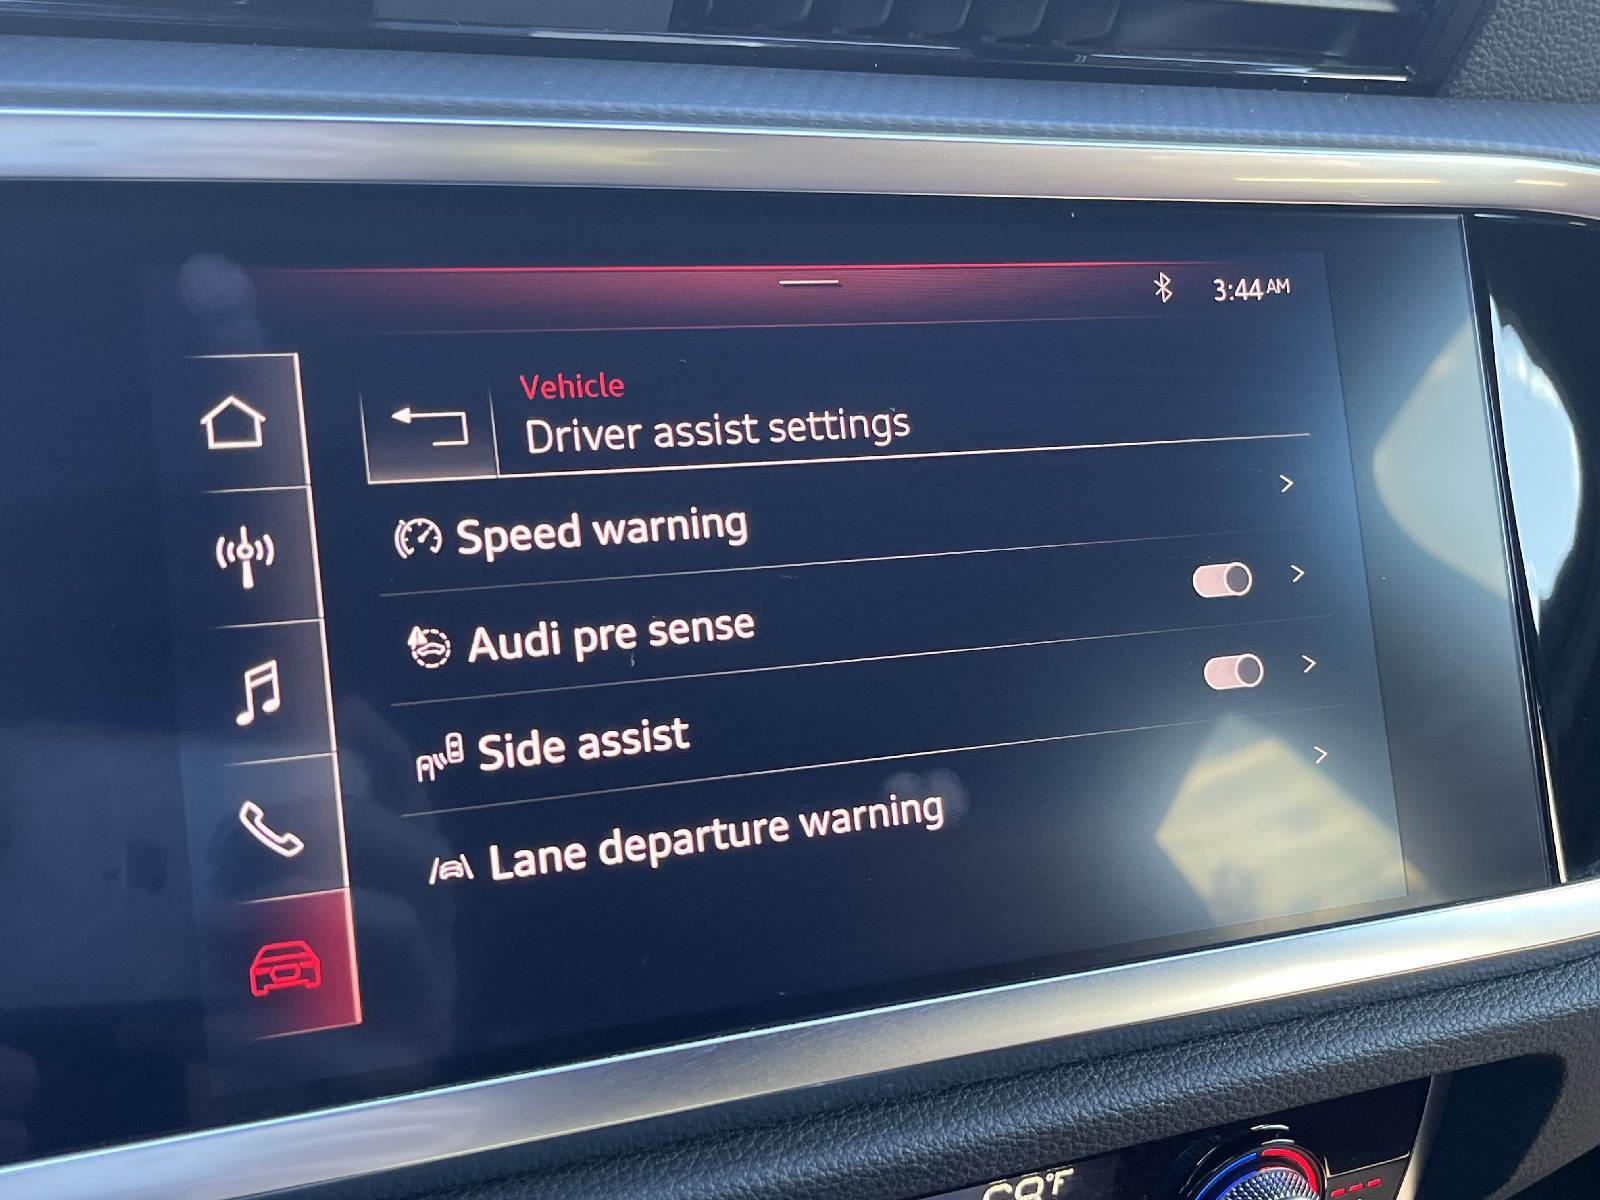 3:44 AM
Vehicle
Driver assist settings
Speed warning
Audi pre sense
Side assist
Lane departure warning
°F